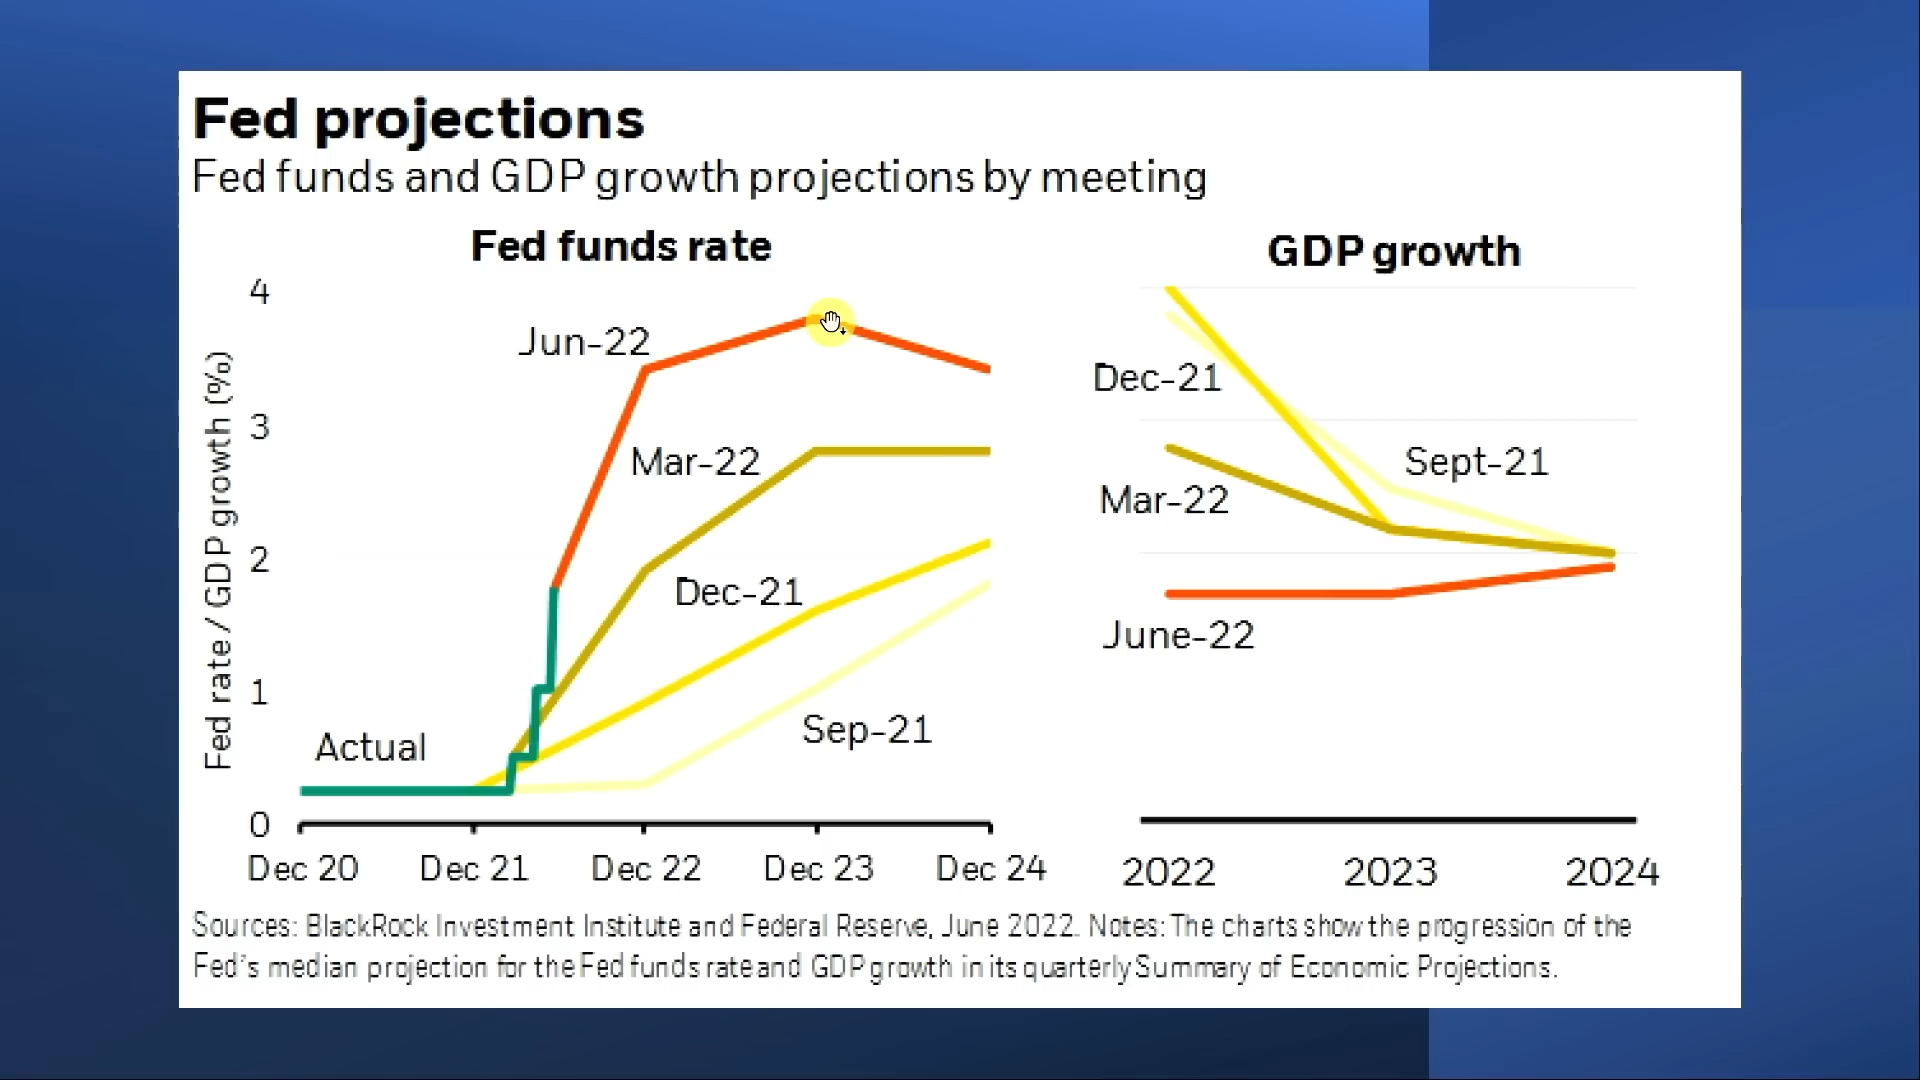 Fed projections
Fed funds and GDP growth projections by meeting
Fed funds rate
Fed rate / GDP growth (%)
4
3
2
1
0
Jun-22
Mar-22
Dec-21
Sep-21
Actual
Dec 20 Dec 21 Dec 22 Dec 23 Dec 24
GDP growth
Dec-21
Sept-21
Mar-22
June-22
2022 2023 2024
Sources: BlackRock Investment Institute and Federal Reserve, June 2022. Notes: The charts show the progression of the
Fed's median projection for the Fed funds rate and GDP growth in its quarterly Summary of Economic Projections.